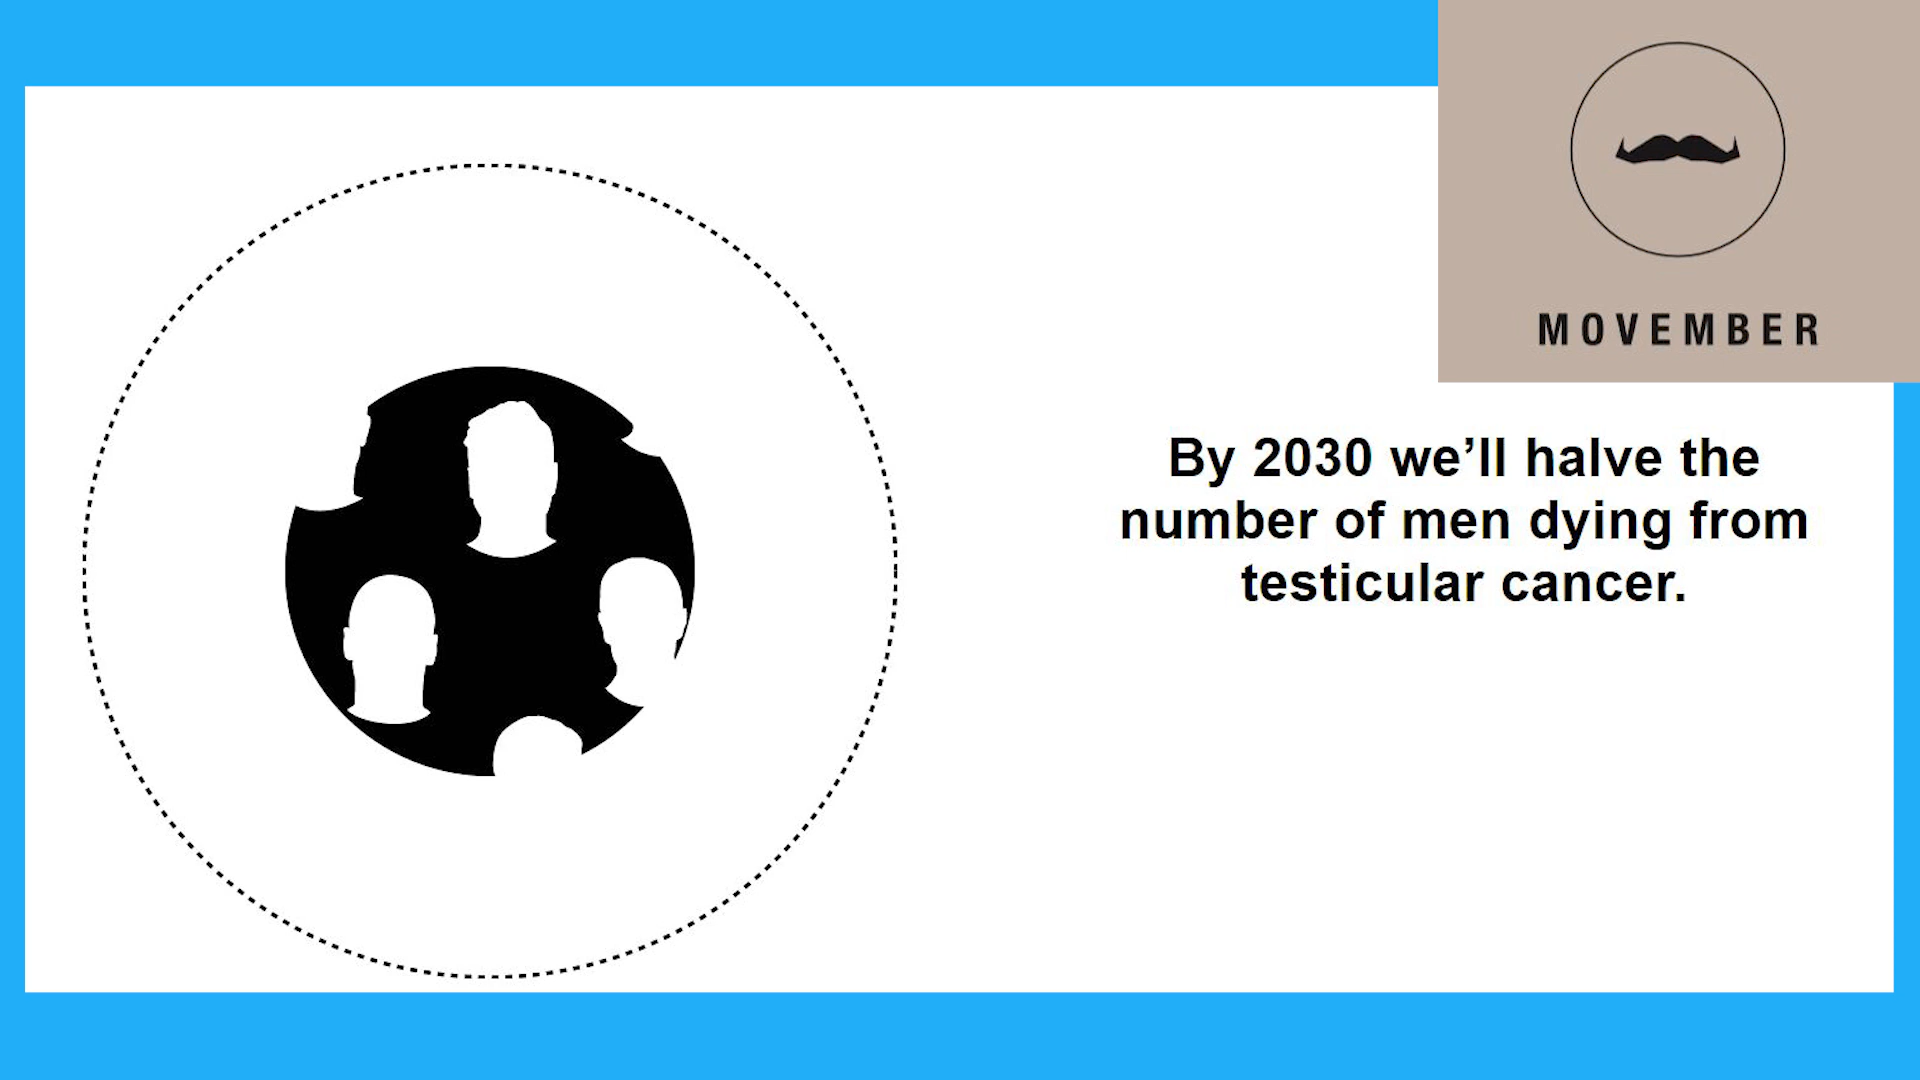 MOVEMBER
By 2030 we’ll halve the
number of men dying from
testicular cancer.